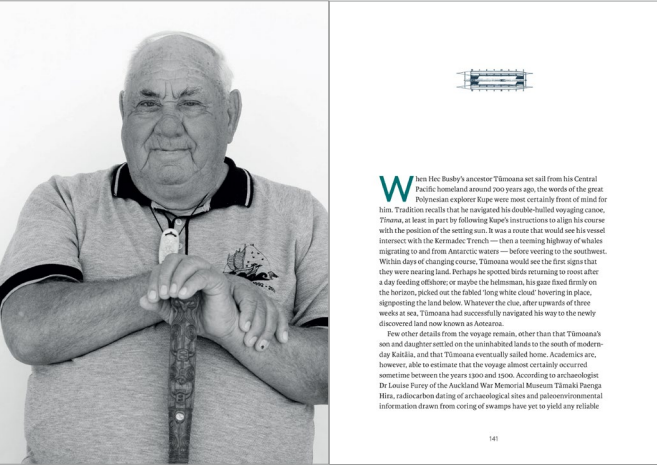 When Hec Busby's ancestor Tūmoana set sail from his Central
Pacific homeland around 700 years ago, the words of the great
Polynesian explorer Kupe were most certainly front of mind for
him. Tradition recalls that he navigated his double-hulled voyaging canoe,
Tinana, at least in part by following Kupe's instructions to align his course
with the position of the setting sun. It was a route that would see his vessel
intersect with the Kermadec Trench — then a teeming highway of whales
migrating to and from Antarctic waters — before veering to the southwest.
Within days of changing course, Tūmoana would see the first signs that
they were nearing land. Perhaps he spotted birds returning to roost after
a day feeding offshore; or maybe the helmsman, his gaze fixed firmly on
the horizon, picked out the fabled 'long white cloud' hovering in place,
signposting the land below. Whatever the clue, after upwards of three
weeks at sea, Tūmoana had successfully navigated his way to the newly
discovered land now known as Aotearoa.
Few other details from the voyage remain, other than that Tūmoana's
son and daughter settled on the uninhabited lands to the south of modern-
day Kaitāia, and that Tūmoana eventually sailed home. Academics are,
however, able to estimate that the voyage almost certainly occurred
sometime between the years 1300 and 1500. According to archaeologist
Dr Louise Furey of the Auckland War Memorial Museum Tāmaki Paenga
Hira, radiocarbon dating of archaeological sites and paleoenvironmental
information drawn from coring of swamps have yet to yield any reliable
141